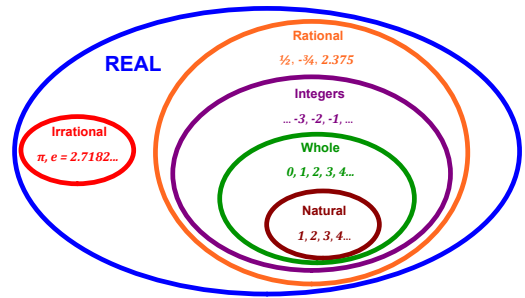 Rational
½, -¾, 2.375
REAL
Integers
... -3, -2, -1, ...
Irrational
π, e = 2.7182...
Whole
0, 1, 2, 3, 4...
Natural
1, 2, 3, 4...